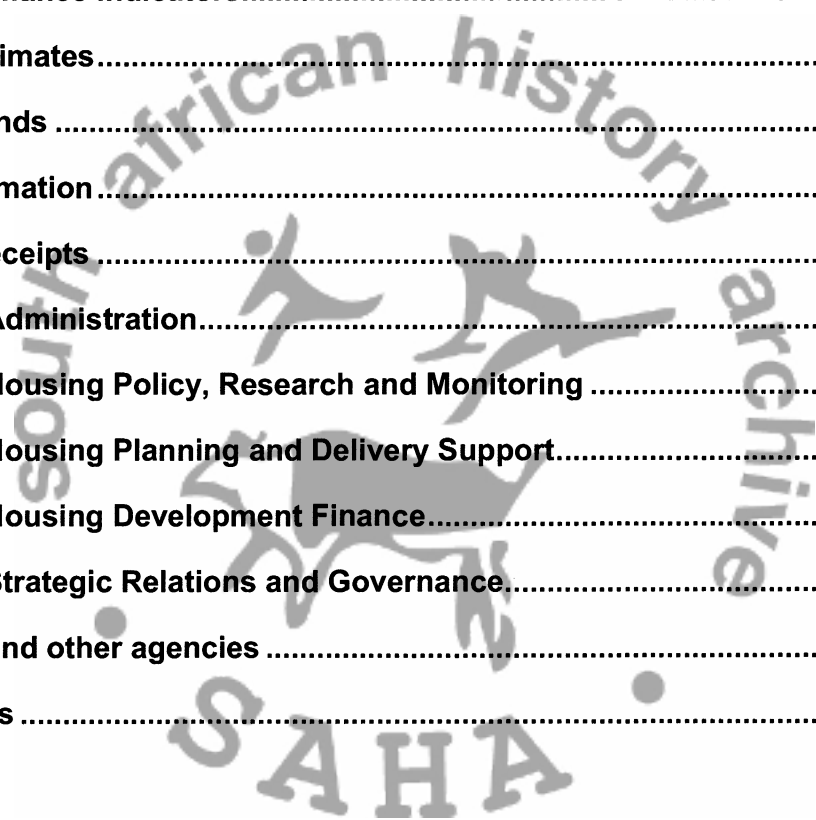 imates
nds
mation
ceipts
Administration
Housing Policy, Research and Monitoring
Housing Planning and Delivery Support
Housing Development Finance
Strategic Relations and Governance
nd other agencies
s
south african history archive
SAHA